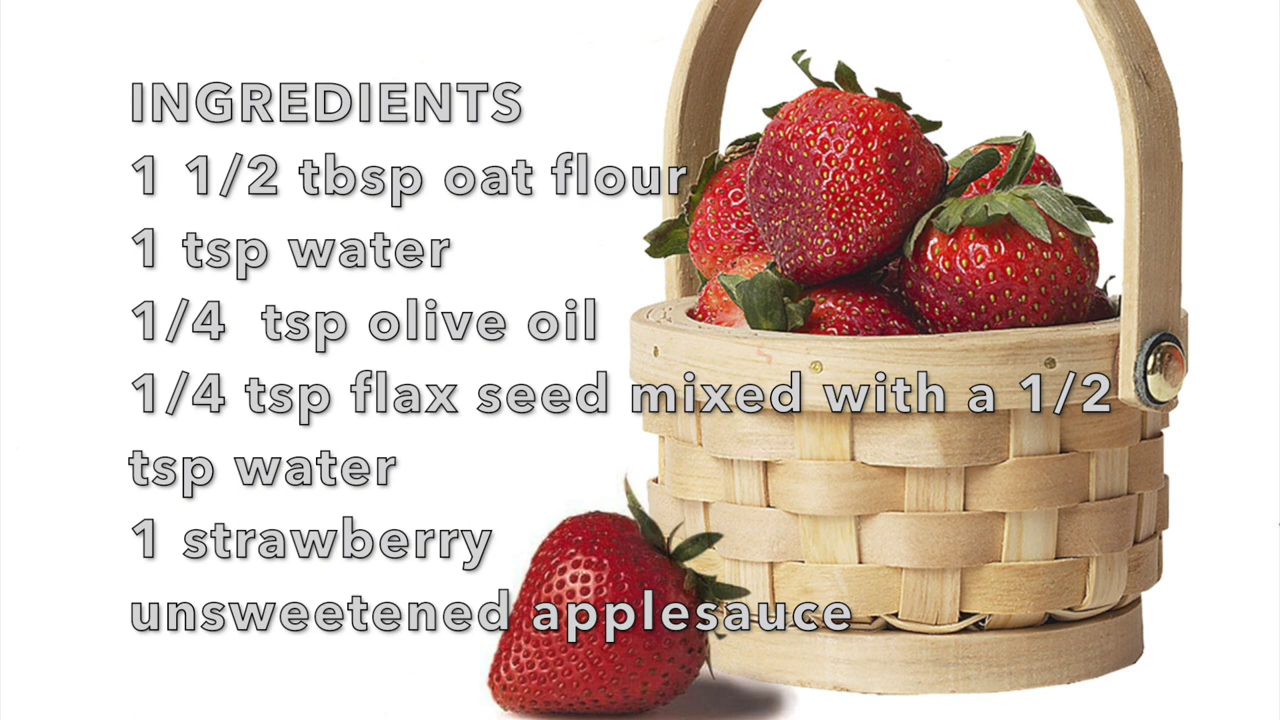 INGREDIENTS
1 1/2 tbsp oat flour
1 tsp water
1/4 tsp olive oil
1/4 tsp flax seed mixed with a 1/2
tsp water
1 strawberry
unsweetened applesauce